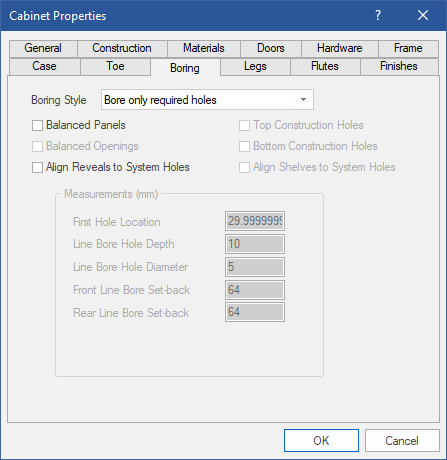 Cabinet Properties
General Construction Materials Doors Hardware Frame
Case Toe Boring Legs Flutes Finishes
Boring Style Bore only required holes
Balanced Panels Top Construction Holes
Balanced Openings Bottom Construction Holes
Align Reveals to System Holes Align Shelves to System Holes
Measurements (mm)
First Hole Location 29.9999999
Line Bore Hole Depth 10
Line Bore Hole Diameter 5
Front Line Bore Set-back 64
Rear Line Bore Set-back 64
OK Cancel